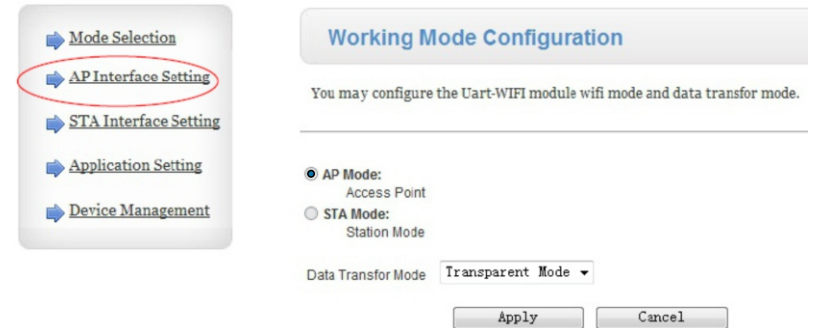 Mode Selection
AP Interface Setting
STA Interface Setting
Application Setting
Device Management
Working Mode Configuration
You may configure the Uart-WIFI module wifi mode and data transfor mode.
AP Mode:
Access Point
STA Mode:
Station Mode
Data Transfor Mode Transparent Mode
Apply Cancel